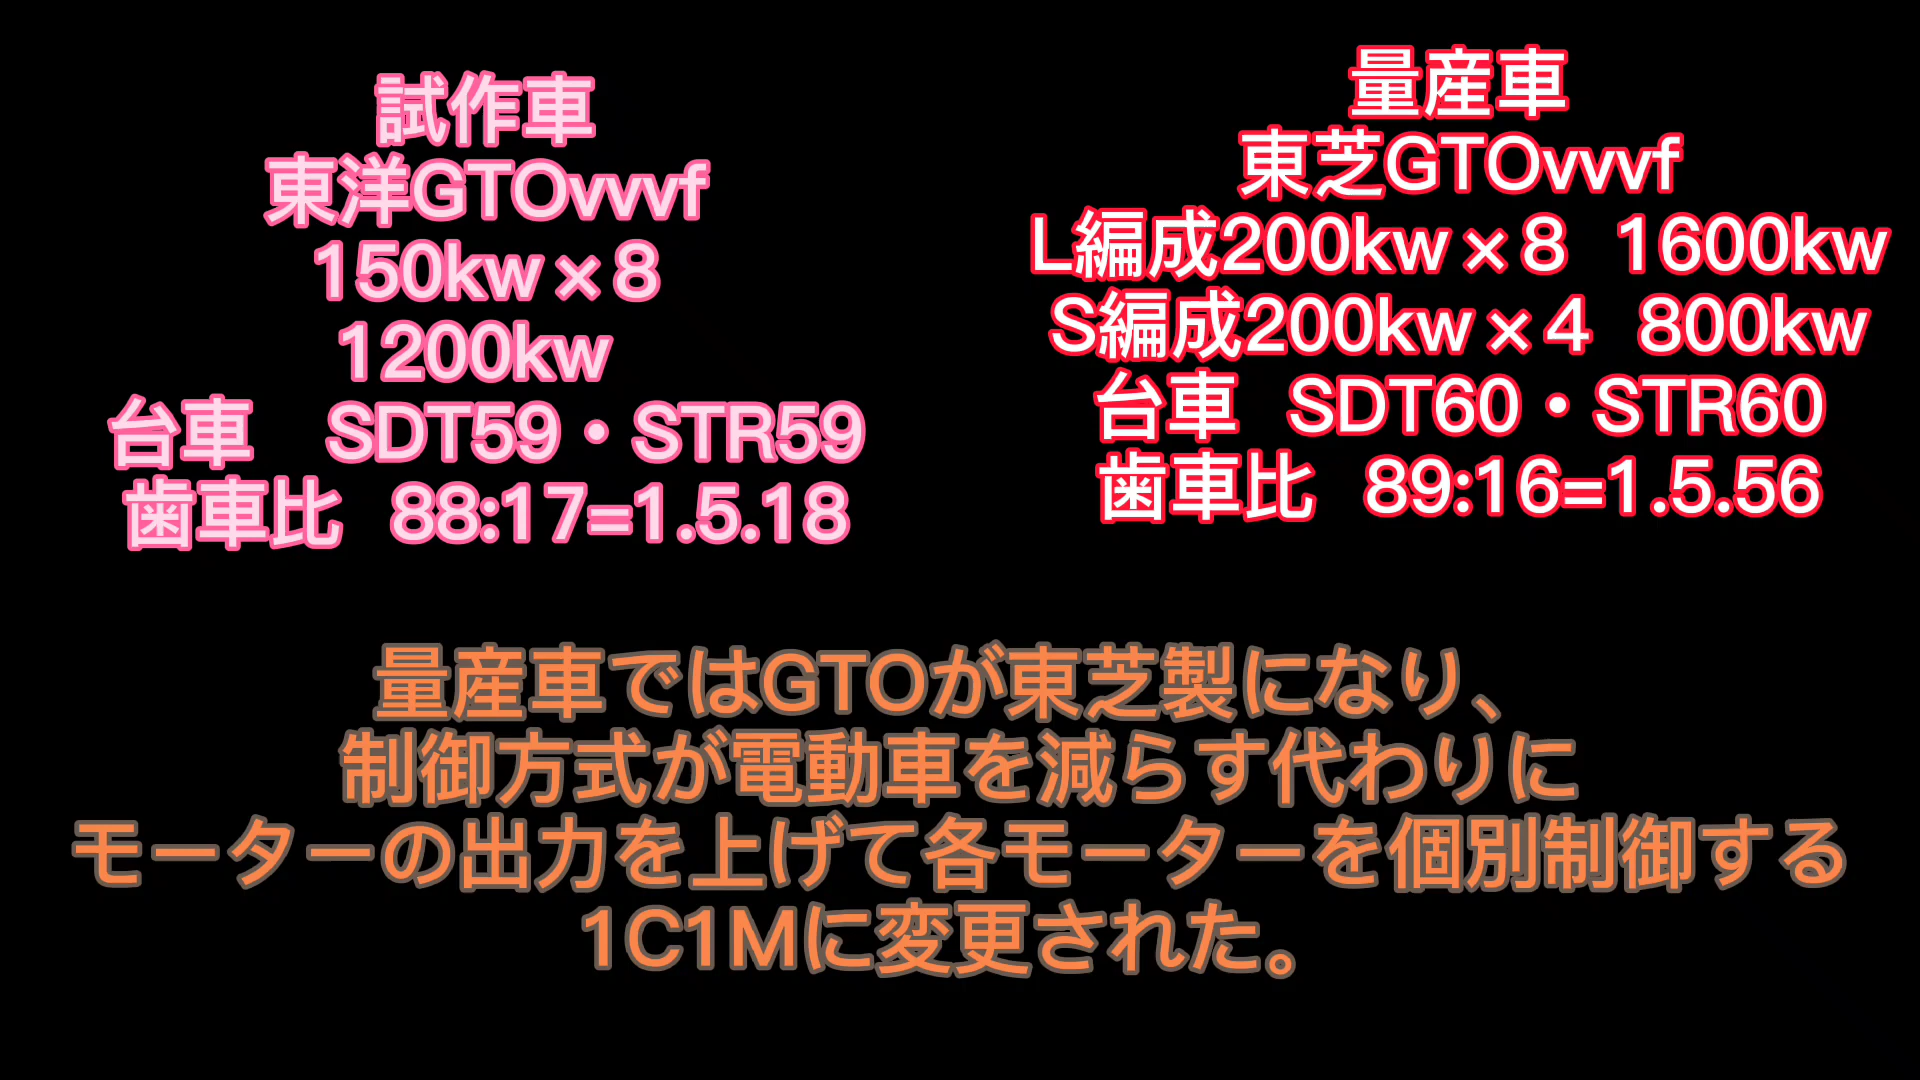 試作車
東洋GTOvvvf
150kw×8
1200kw
台車　SDT59・STR59
歯車比 88:17=1.5.18
量産車
東芝GTOvvvf
L編成200kw×8 1600kw
S編成200kw×4 800kw
台車 SDT60・STR60
歯車比 89:16=1.5.56
量産車ではGTOが東芝製になり、
制御方式が電動車を減らす代わりに
モーターの出力を上げて各モーターを個別制御する
1C1Mに変更された。